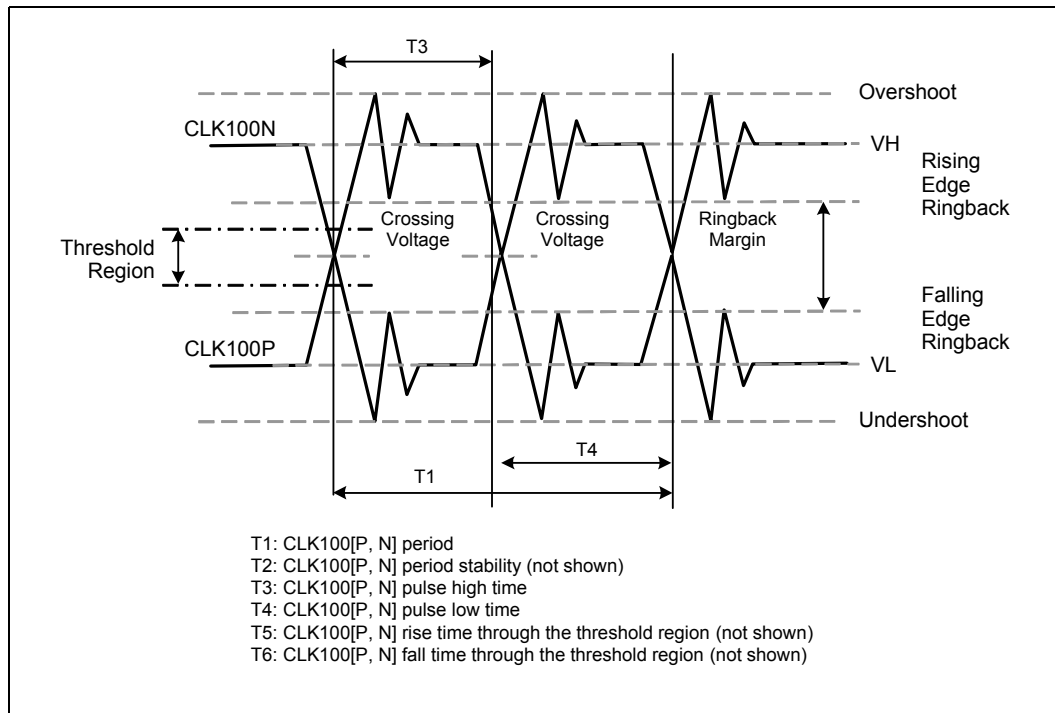 T3
Overshoot
CLK100N
VH
Rising
Edge
Ringback
Crossing
Voltage
Crossing
Voltage
Ringback
Margin
Threshold
Region
Falling
Edge
Ringback
CLK100P
VL
Undershoot
T4
T1
T1: CLK100[P, N] period
T2: CLK100[P, N] period stability (not shown)
T3: CLK100[P, N] pulse high time
T4: CLK100[P, N] pulse low time
T5: CLK100[P, N] rise time through the threshold region (not shown)
T6: CLK100[P, N] fall time through the threshold region (not shown)